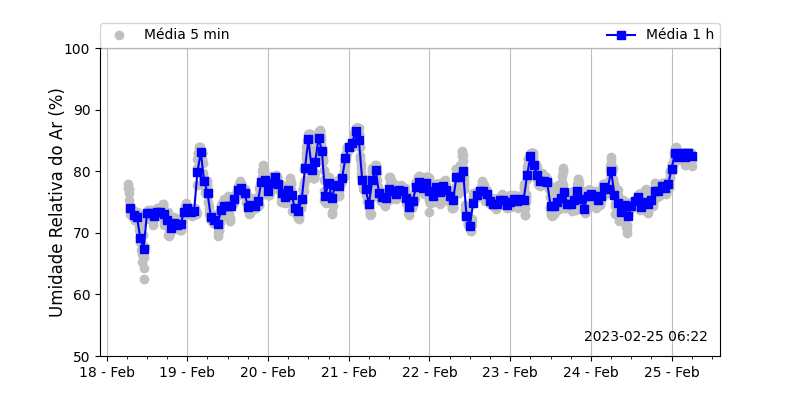 Média 5 min
Média 1 h
Umidade Relativa do Ar (%)
100
90
80
70
60
50
2023-02-25 06:22
18 - Feb
19 - Feb
20 - Feb
21 - Feb
22 - Feb
23 - Feb
24 - Feb
25 - Feb